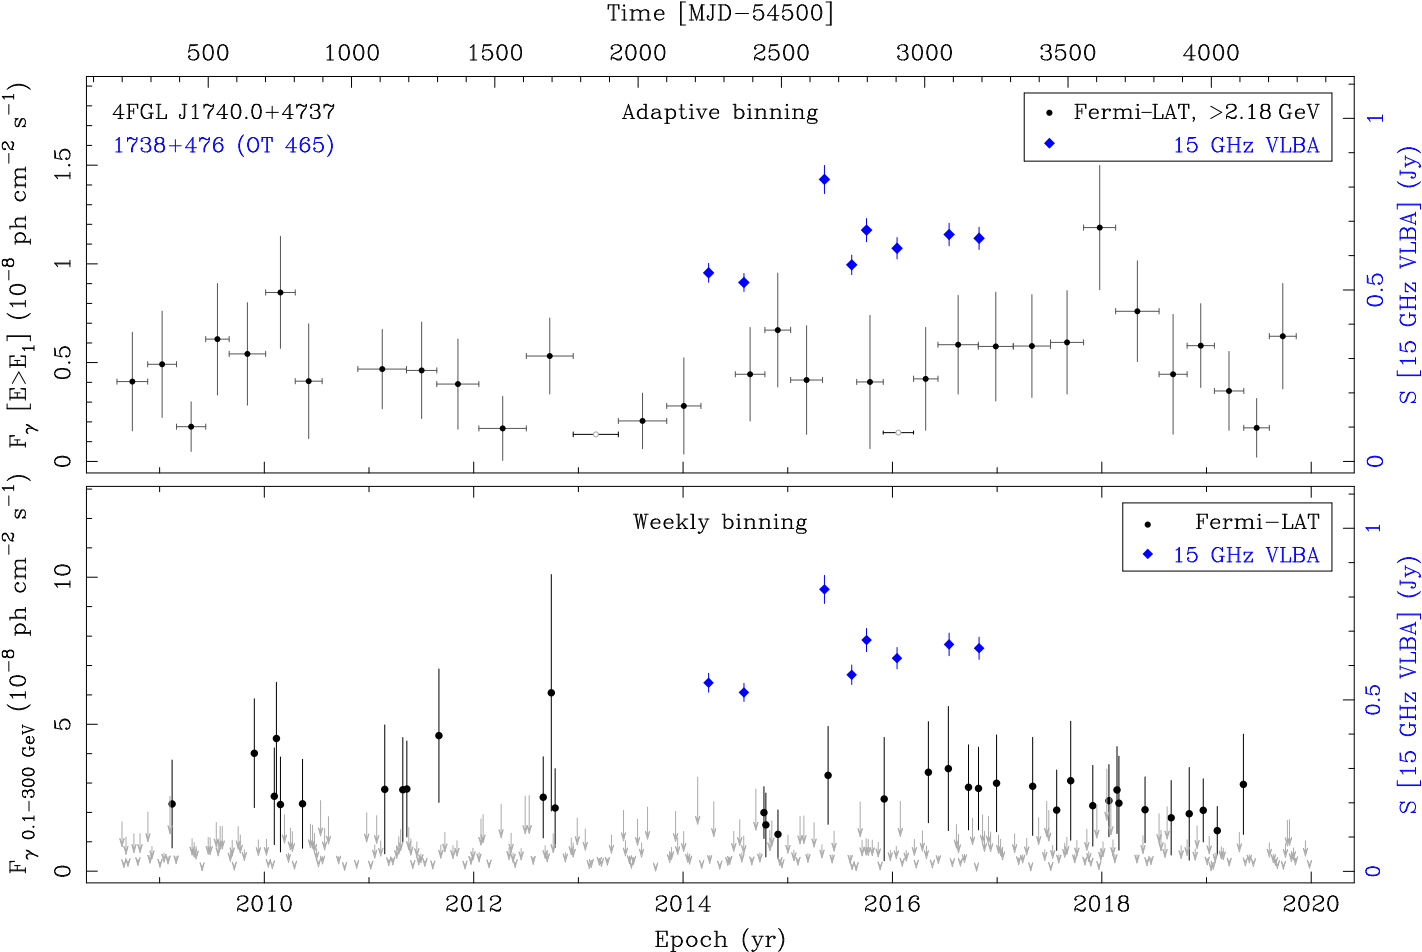 Time [MJD−54500]
500 1000 1500 2000 2500 3000 3500 4000
4FGL J1740.0+4737
1738+476 (OT 465)
Adaptive binning
Fermi−LAT, >2.18 GeV
15 GHz VLBA
F_γ [E>E_1] (10^−8 ph cm^−2 s^−1)
0 0.5 1 1.5
S [15 GHz VLBA] (Jy)
0 0.5 1
Weekly binning
Fermi−LAT
15 GHz VLBA
F_γ 0.1−300 GeV (10^−8 ph cm^−2 s^−1)
0 5 10
S [15 GHz VLBA] (Jy)
0 0.5 1
2010 2012 2014 2016 2018 2020
Epoch (yr)